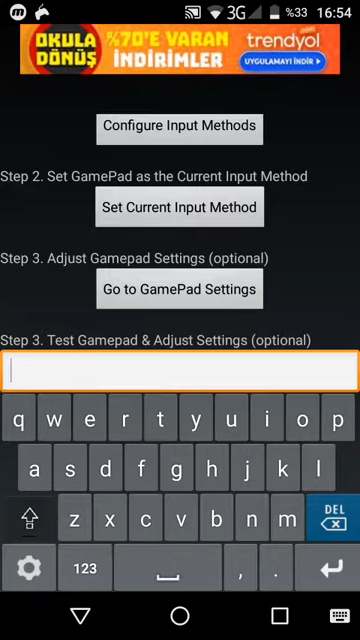 3G %33 16:54
OKULA DÖNÜŞ %70'E VARAN İNDİRİMLER trendyol
UYGULAMAYI İNDİR
Configure Input Methods
Step 2. Set GamePad as the Current Input Method
Set Current Input Method
Step 3. Adjust Gamepad Settings (optional)
Go to GamePad Settings
Step 3. Test Gamepad & Adjust Settings (optional)
q w e r t y u i o p
a s d f g h j k l
z x c v b n m DEL
123 , .